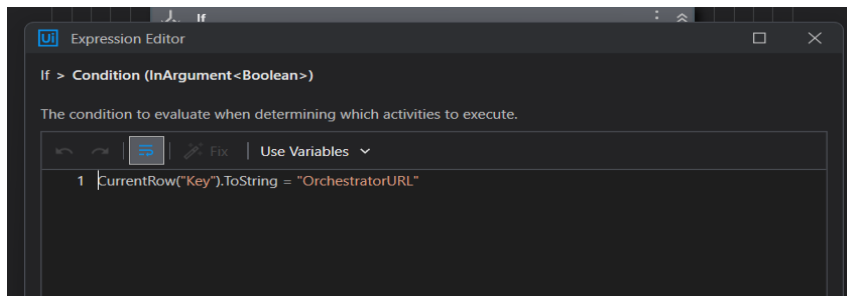 If
Ui Expression Editor
If > Condition (InArgument<Boolean>)
The condition to evaluate when determining which activities to execute.
Fix Use Variables
1 CurrentRow("Key").ToString = "OrchestratorURL"